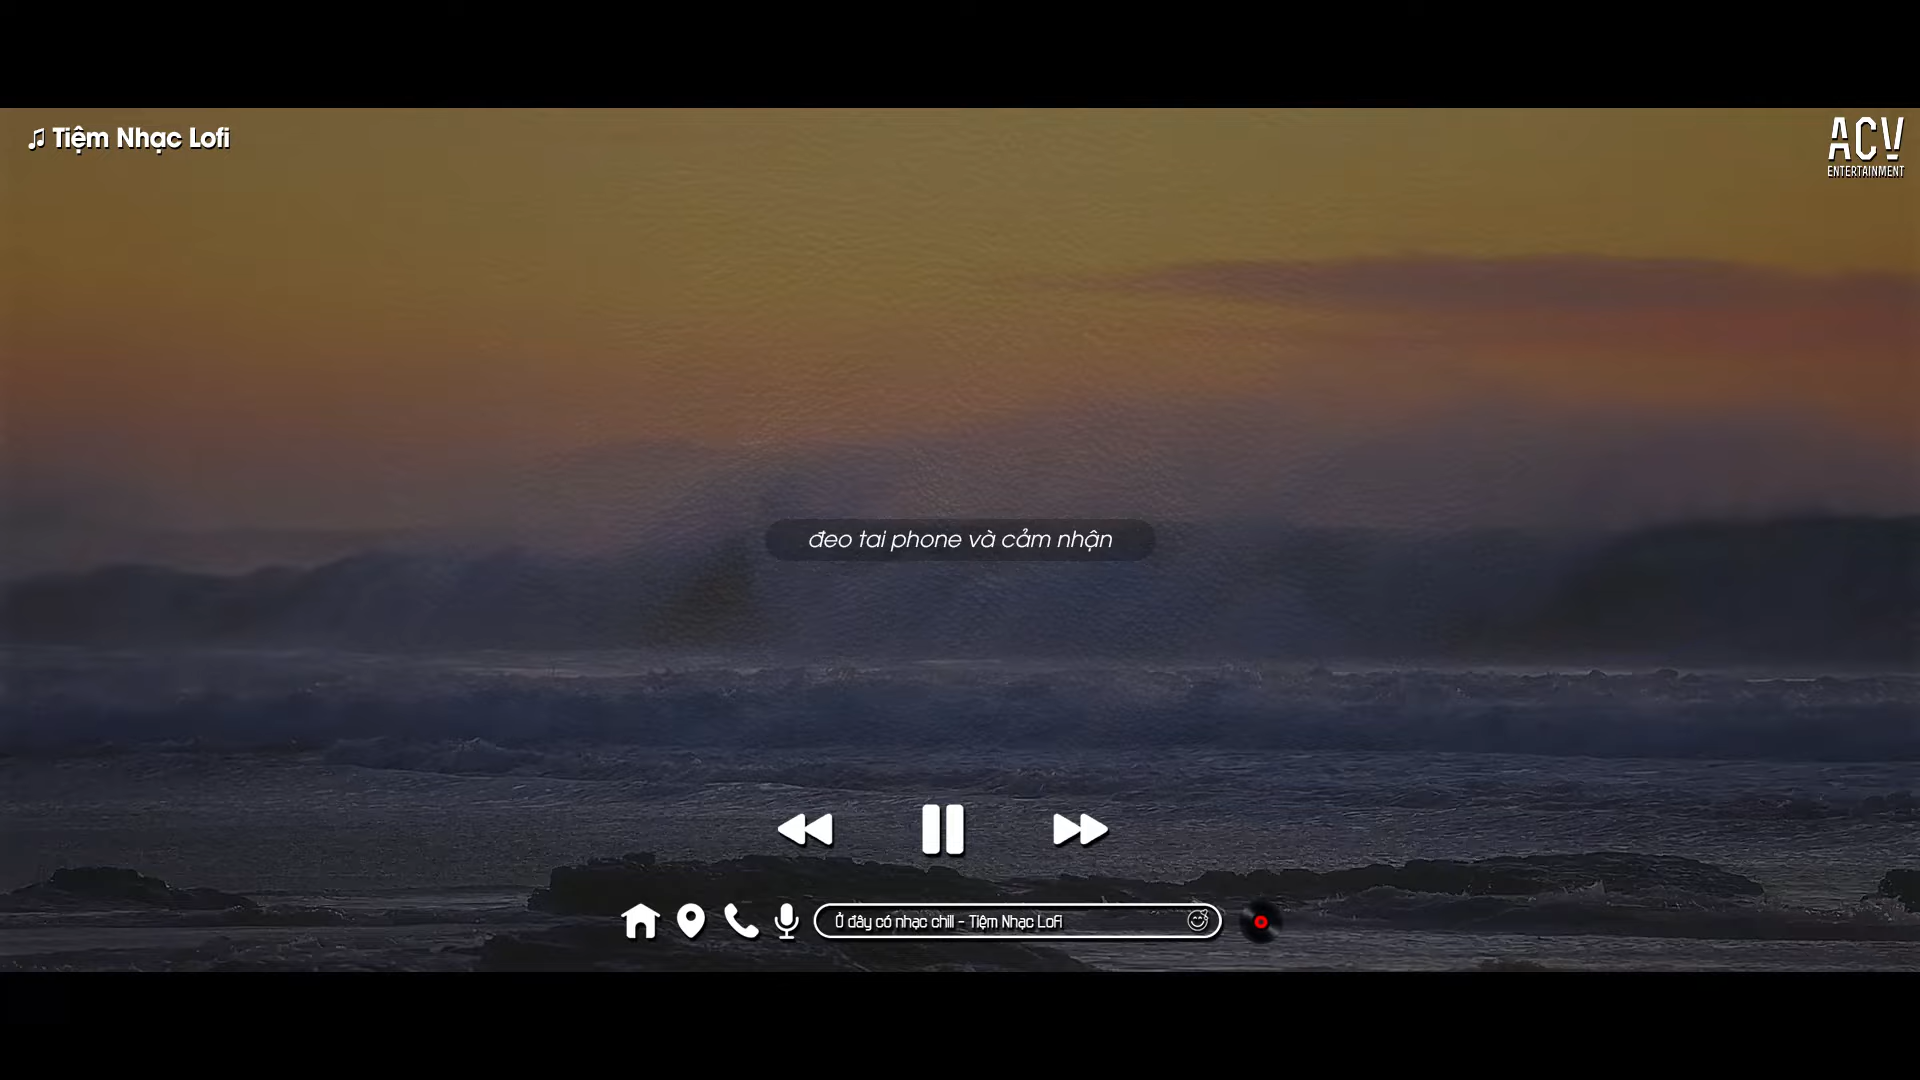 ♫ Tiệm Nhạc Lofi
ACV
ENTERTAINMENT
đeo tai phone và cảm nhận
Ở đây có nhạc chill - Tiệm Nhạc Lofi